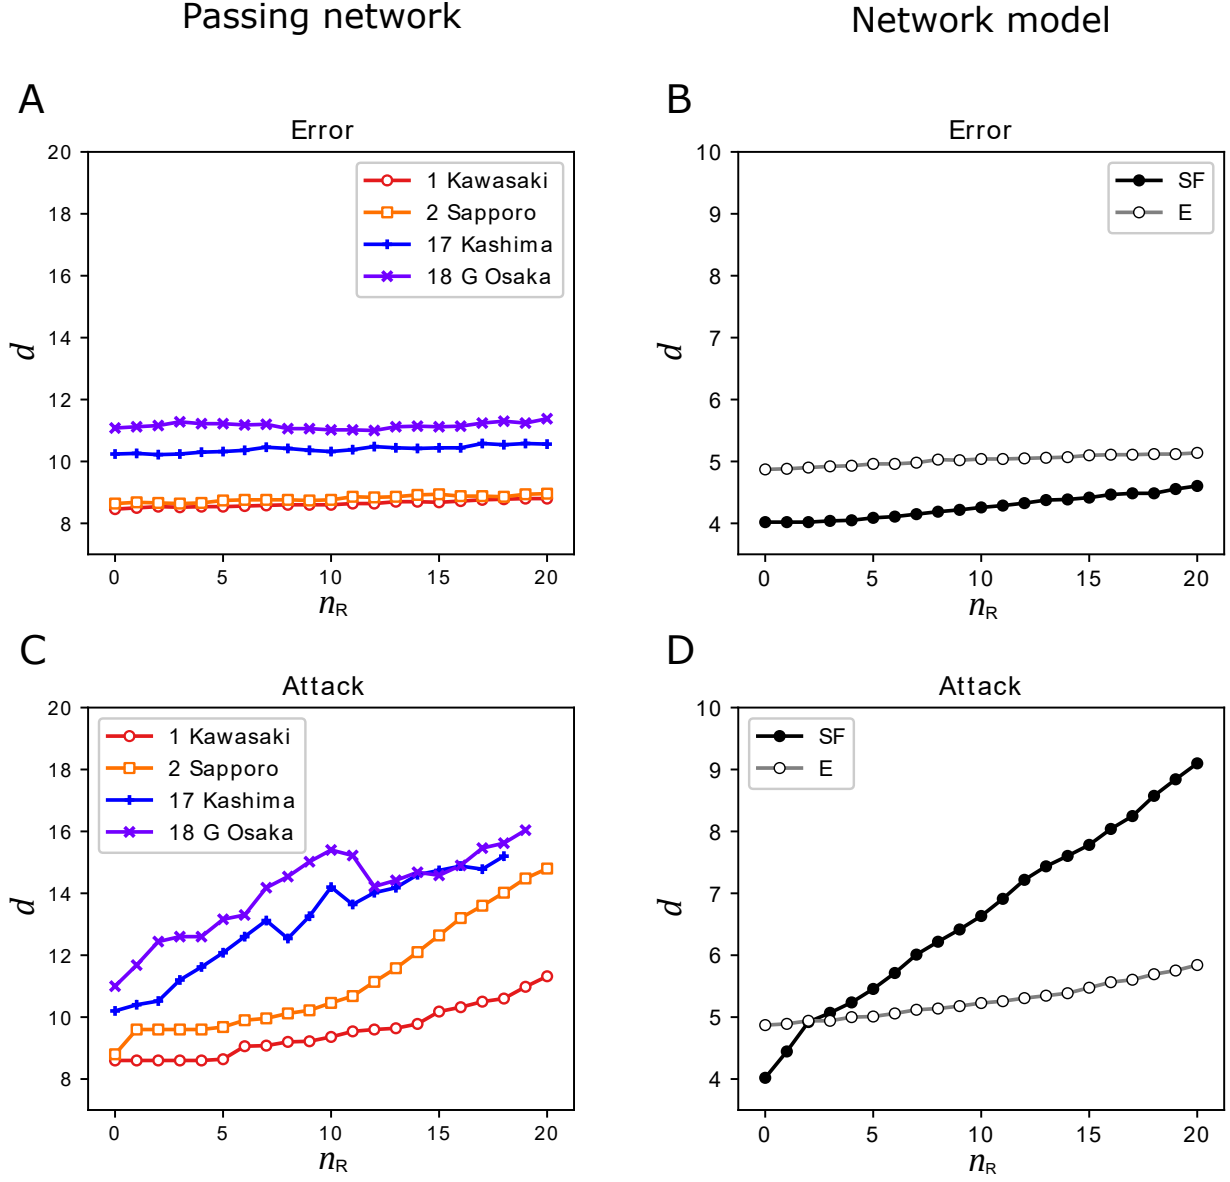 Passing network
Network model
A
Error
20
18
16
14
12
10
8
d
1 Kawasaki
2 Sapporo
17 Kashima
18 G Osaka
0 5 10 15 20
nR
B
Error
10
9
8
7
6
5
4
d
SF
E
0 5 10 15 20
nR
C
Attack
20
18
16
14
12
10
8
d
1 Kawasaki
2 Sapporo
17 Kashima
18 G Osaka
0 5 10 15 20
nR
D
Attack
10
9
8
7
6
5
4
d
SF
E
0 5 10 15 20
nR